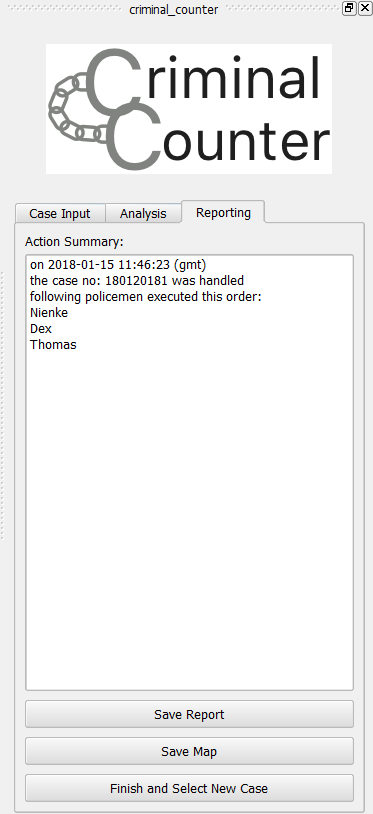 criminal_counter
Criminal
Counter
Case Input
Analysis
Reporting
Action Summary:
on 2018-01-15 11:46:23 (gmt)
the case no: 180120181 was handled
following policemen executed this order:
Nienke
Dex
Thomas
Save Report
Save Map
Finish and Select New Case